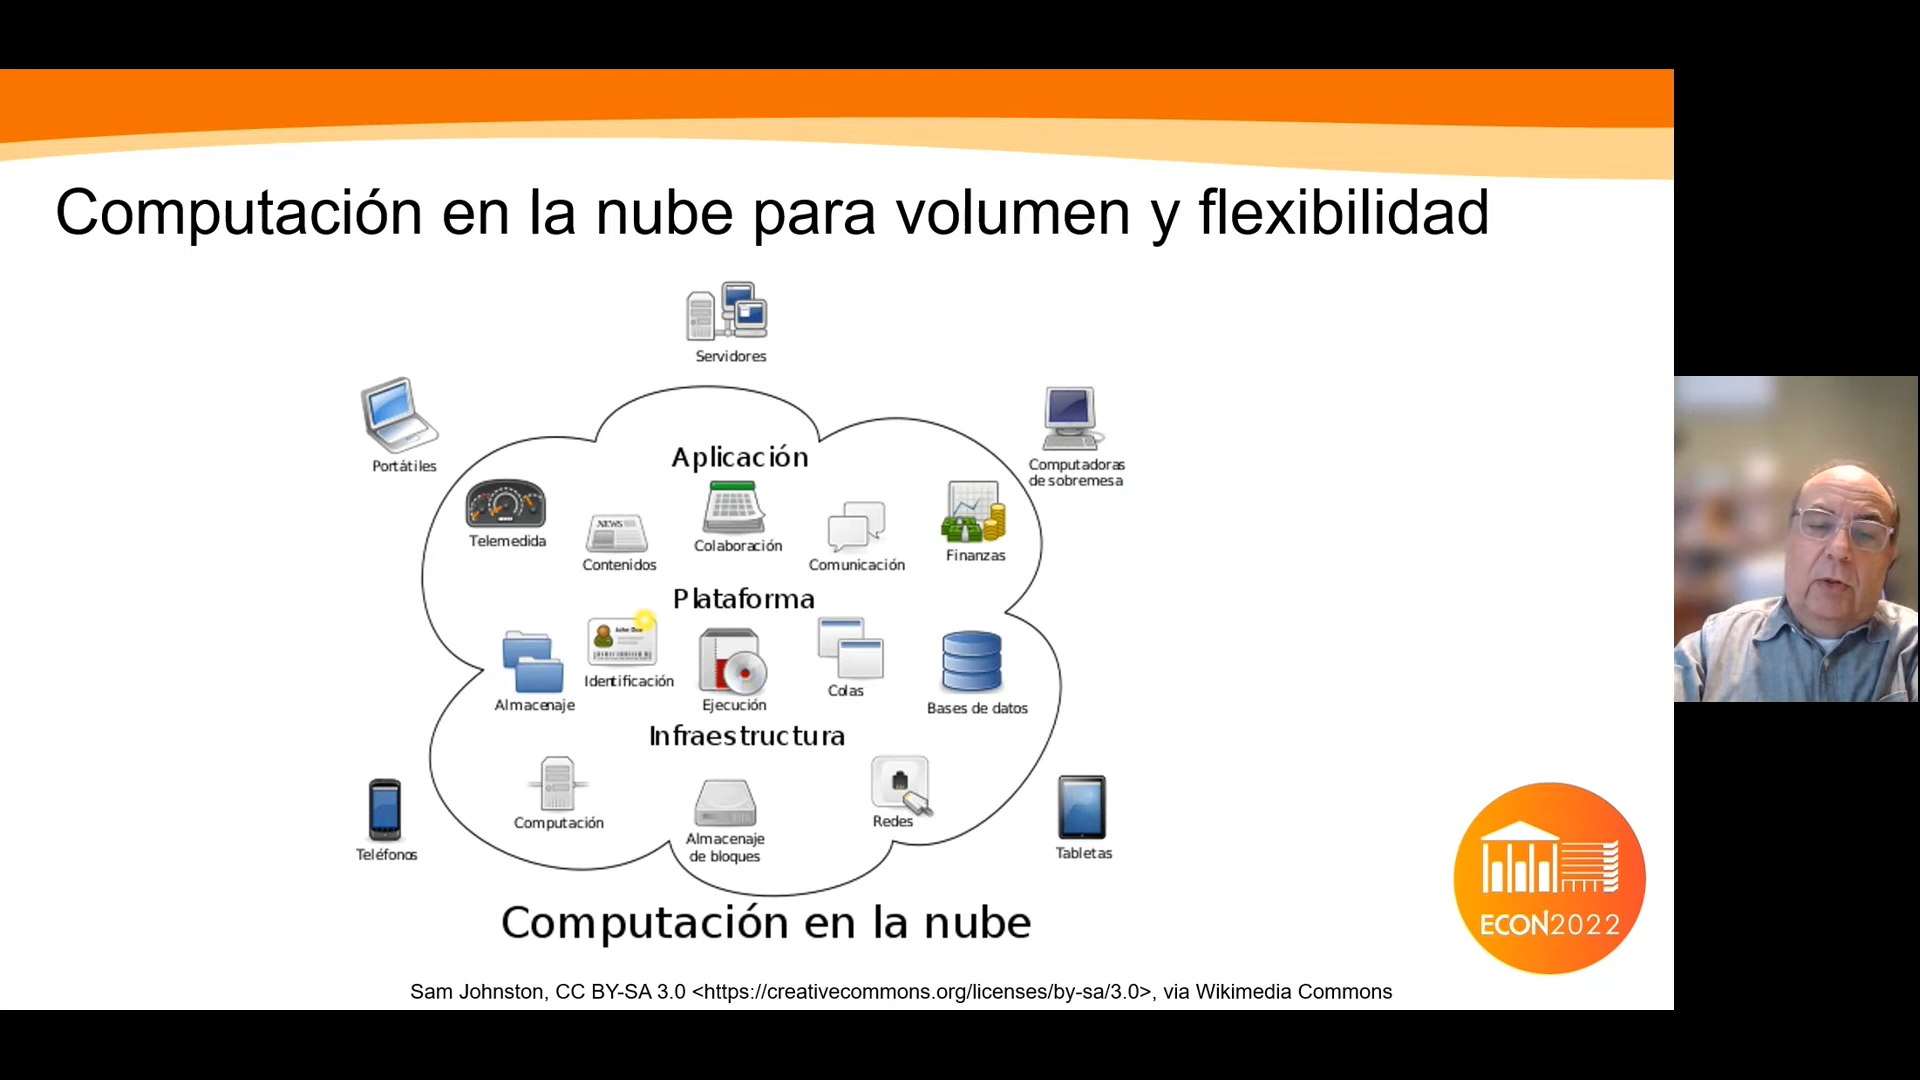 Computación en la nube para volumen y flexibilidad
Servidores
Portátiles
Computadoras
de sobremesa
Aplicación
Telemedida
NEWS
Contenidos
Colaboración
Comunicación
Finanzas
Plataforma
Almacenaje
John Doe
Identificación
Ejecución
Colas
Bases de datos
Infraestructura
Computación
Almacenaje
de bloques
Redes
Teléfonos
Tabletas
Computación en la nube
ECON2022
Sam Johnston, CC BY-SA 3.0 <https://creativecommons.org/licenses/by-sa/3.0>, via Wikimedia Commons